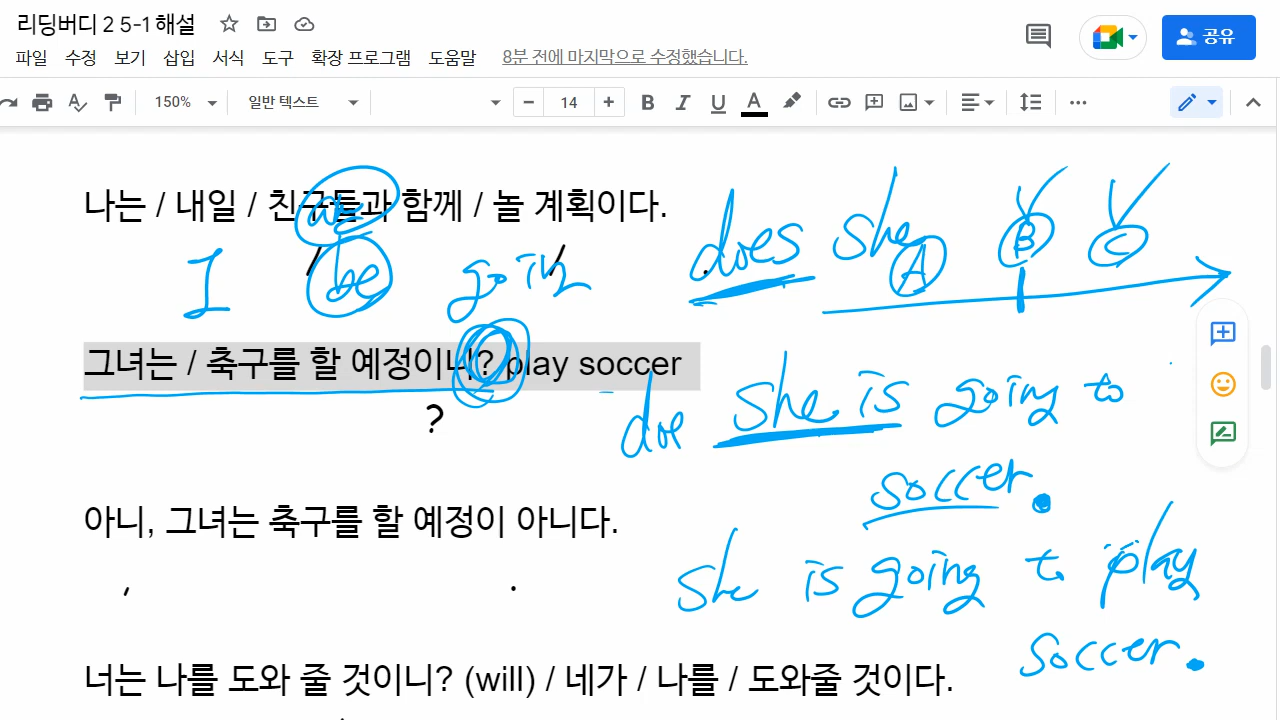 리딩버디 2 5-1 해설
파일 수정 보기 삽입 서식 도구 확장 프로그램 도움말 8분 전에 마지막으로 수정했습니다.
공유
150% 일반 텍스트 14 B I U A
나는 / 내일 / 친구들과 함께 / 놀 계획이다.
does she A B C
I / be going /
그녀는 / 축구를 할 예정이니? play soccer
? doe she is going to
soccer.
아니, 그녀는 축구를 할 예정이 아니다.
she is going to play
, .
soccer.
너는 나를 도와 줄 것이니? (will) / 네가 / 나를 / 도와줄 것이다.